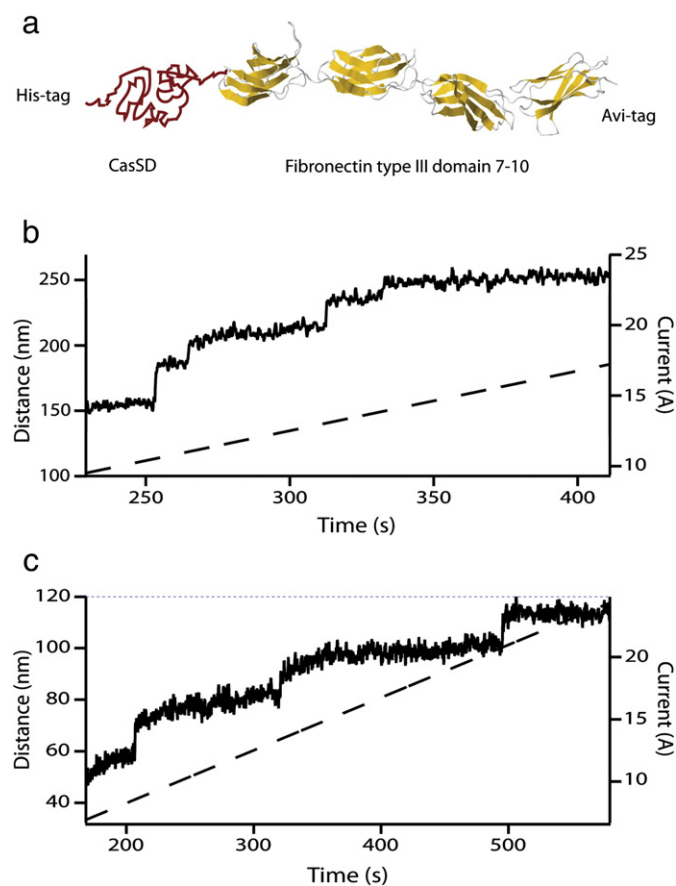 a
His-tag
Avi-tag
CasSD
Fibronectin type III domain 7-10
b
Distance (nm)
250
200
150
100
25
20
15
10
Current (A)
250
300
350
400
Time (s)
c
Distance (nm)
120
100
80
60
40
20
15
10
Current (A)
200
300
400
500
Time (s)